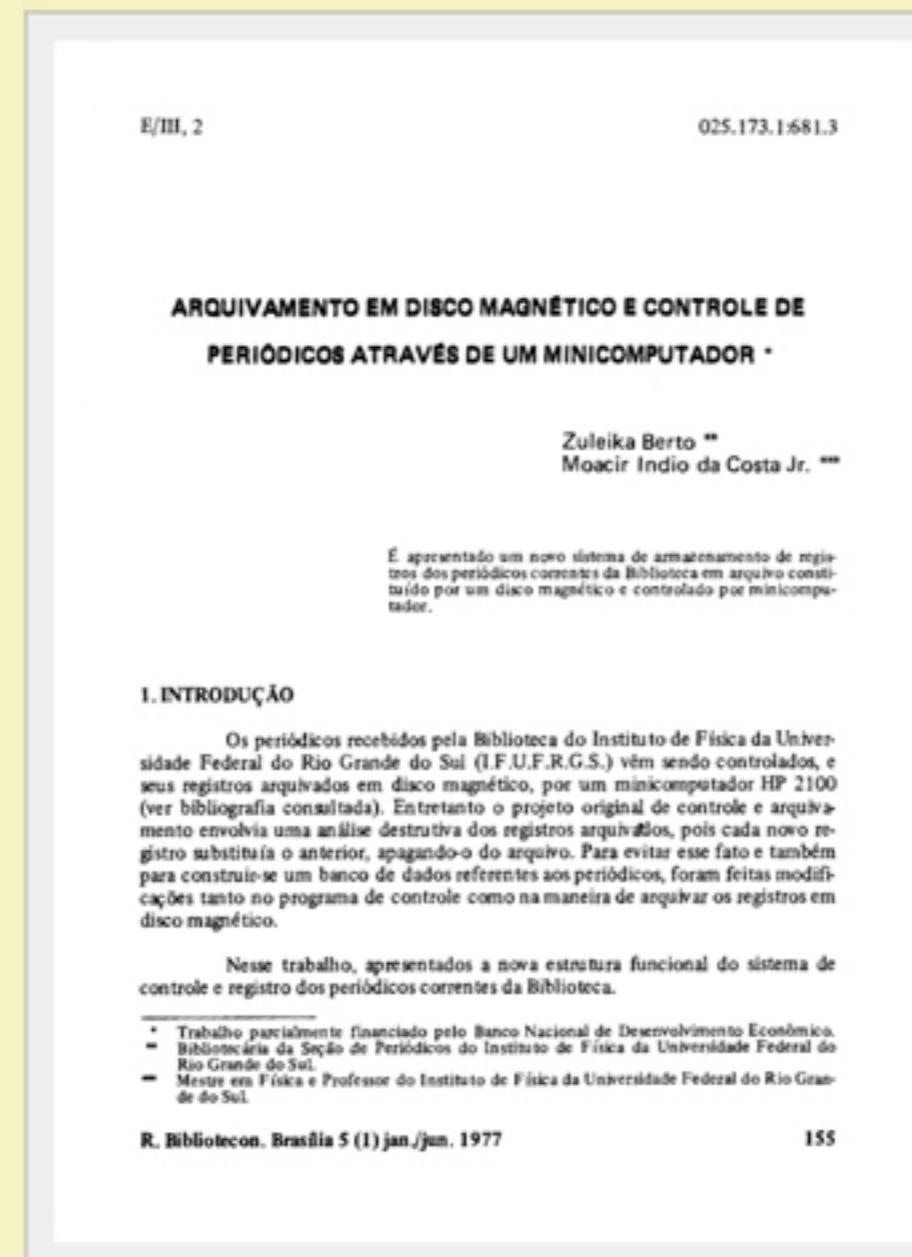 E/III, 2
025.173.1:681.3
ARQUIVAMENTO EM DISCO MAGNÉTICO E CONTROLE DE
PERIÓDICOS ATRAVÉS DE UM MINICOMPUTADOR *
Zuleika Berto **
Moacir Indio da Costa Jr. ***
É apresentado um novo sistema de armazenamento de regis-
tros dos periódicos correntes da Biblioteca em arquivo consti-
tuído por um disco magnético e controlado por minicompu-
tador.
1. INTRODUÇÃO
Os periódicos recebidos pela Biblioteca do Instituto de Física da Univer-
sidade Federal do Rio Grande do Sul (I.F.U.F.R.G.S.) vêm sendo controlados, e
seus registros arquivados em disco magnético, por um minicomputador HP 2100
(ver bibliografia consultada). Entretanto o projeto original de controle e arquiva-
mento envolvia uma análise destrutiva dos registros arquivados, pois cada novo re-
gistro substituía o anterior, apagando-o do arquivo. Para evitar esse fato e também
para construir-se um banco de dados referentes aos periódicos, foram feitas modifi-
cações tanto no programa de controle como na maneira de arquivar os registros em
disco magnético.
Nesse trabalho, apresentados a nova estrutura funcional do sistema de
controle e registro dos periódicos correntes da Biblioteca.
* Trabalho parcialmente financiado pelo Banco Nacional de Desenvolvimento Econômico.
** Bibliotecária da Seção de Periódicos do Instituto de Física da Universidade Federal do
Rio Grande do Sul.
*** Mestre em Física e Professor do Instituto de Física da Universidade Federal do Rio Gran-
de do Sul.
R. Bibliotecon. Brasília 5 (1) jan./jun. 1977
155